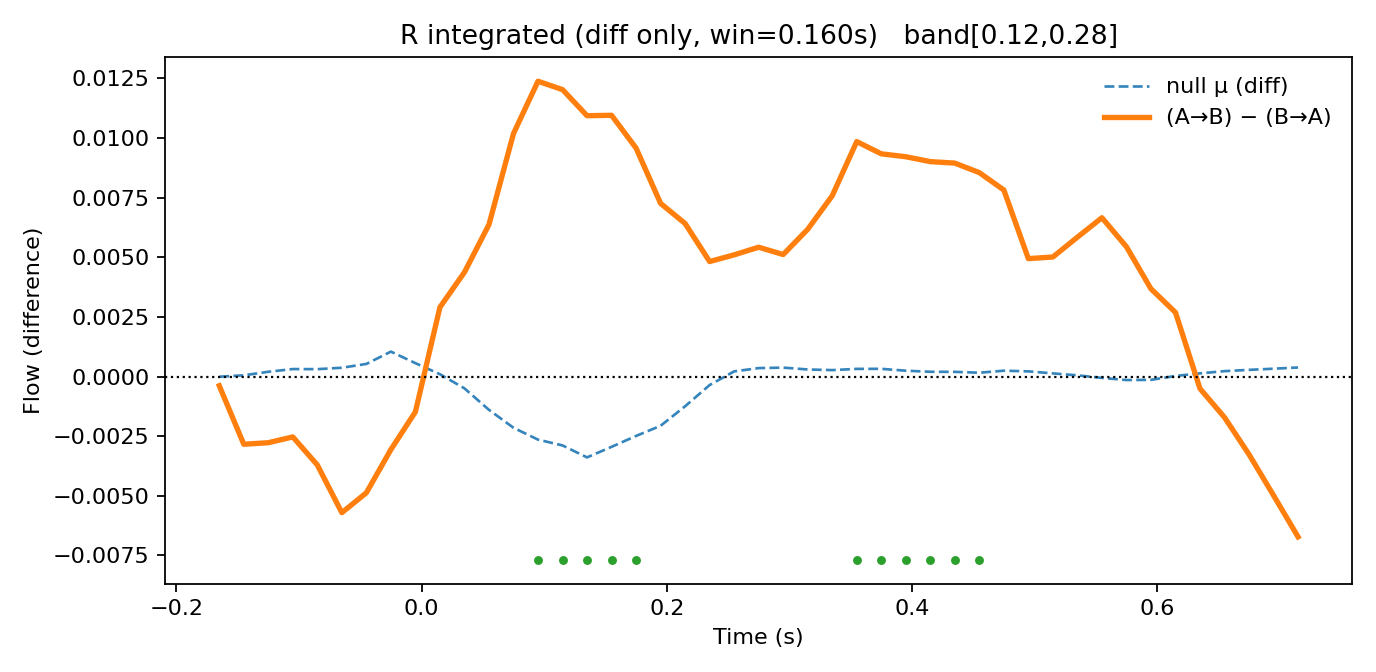 R integrated (diff only, win=0.160s)   band[0.12,0.28]
null μ (diff)
(A→B) − (B→A)
Flow (difference)
0.0125
0.0100
0.0075
0.0050
0.0025
0.0000
−0.0025
−0.0050
−0.0075
−0.2
0.0
0.2
0.4
0.6
Time (s)